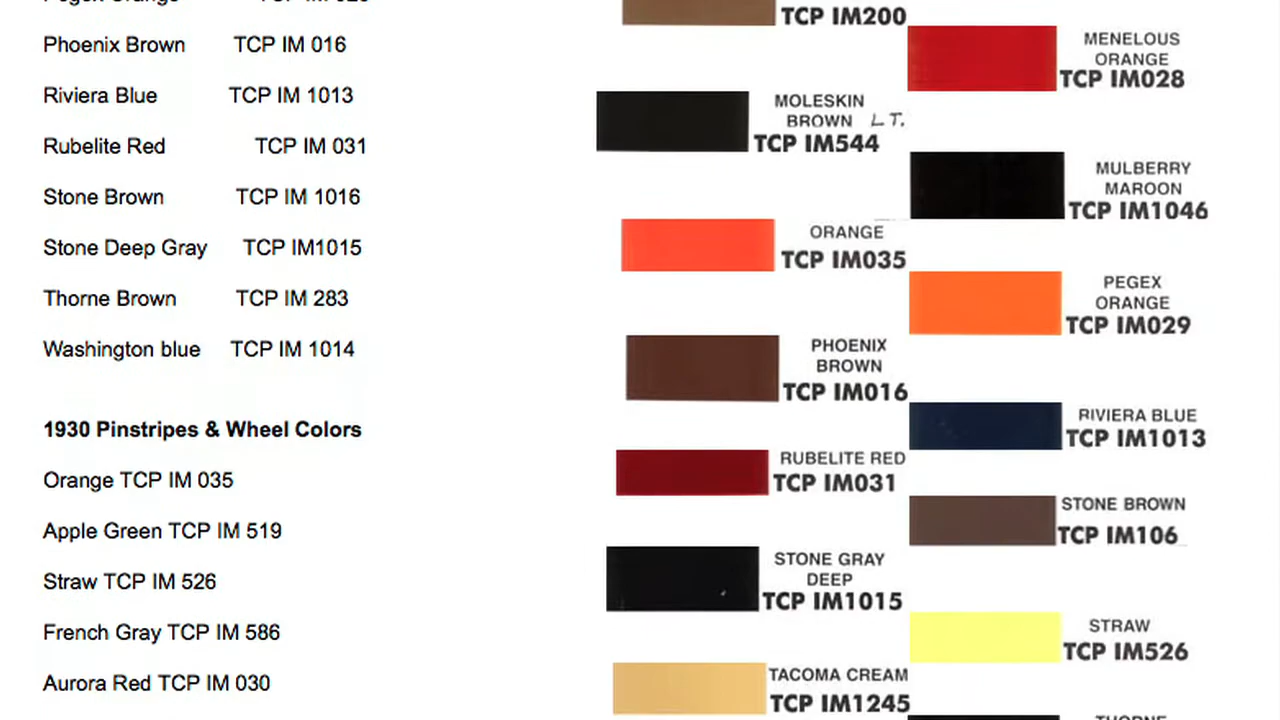 Phoenix Brown TCP IM 016
Riviera Blue TCP IM 1013
Rubelite Red TCP IM 031
Stone Brown TCP IM 1016
Stone Deep Gray TCP IM1015
Thorne Brown TCP IM 283
Washington blue TCP IM 1014
1930 Pinstripes & Wheel Colors
Orange TCP IM 035
Apple Green TCP IM 519
Straw TCP IM 526
French Gray TCP IM 586
Aurora Red TCP IM 030
TCP IM200
MOLESKIN
BROWN LT.
TCP IM544
ORANGE
TCP IM035
PHOENIX
BROWN
TCP IM016
RUBELITE RED
TCP IM031
STONE GRAY
DEEP
TCP IM1015
TACOMA CREAM
TCP IM1245
MENELOUS
ORANGE
TCP IM028
MULBERRY
MAROON
TCP IM1046
PEGEX
ORANGE
TCP IM029
RIVIERA BLUE
TCP IM1013
STONE BROWN
TCP IM106
STRAW
TCP IM526